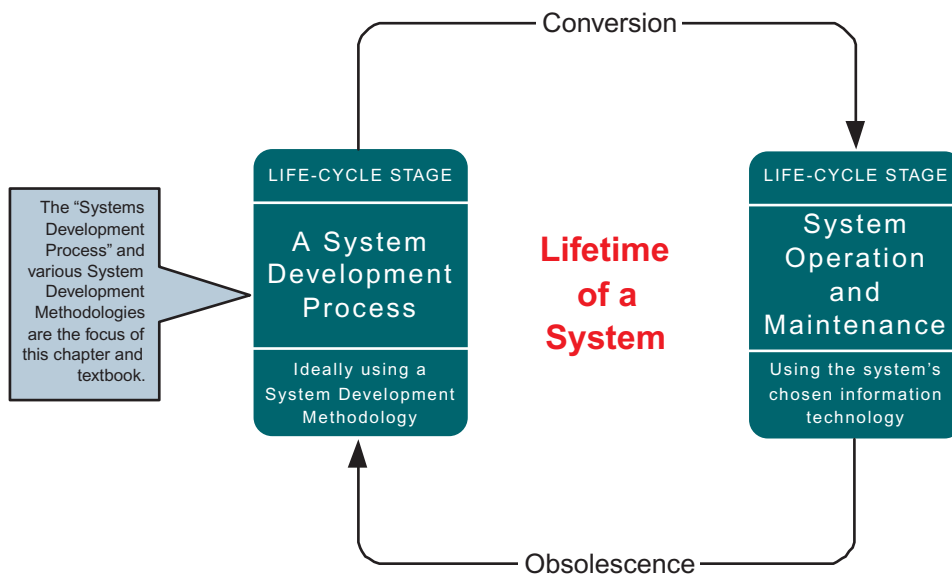 Conversion
LIFE-CYCLE STAGE
A System
Development
Process
Ideally using a
System Development
Methodology
The “Systems
Development
Process” and
various System
Development
Methodologies
are the focus of
this chapter and
textbook.
Lifetime
of a
System
LIFE-CYCLE STAGE
System
Operation
and
Maintenance
Using the system’s
chosen information
technology
Obsolescence